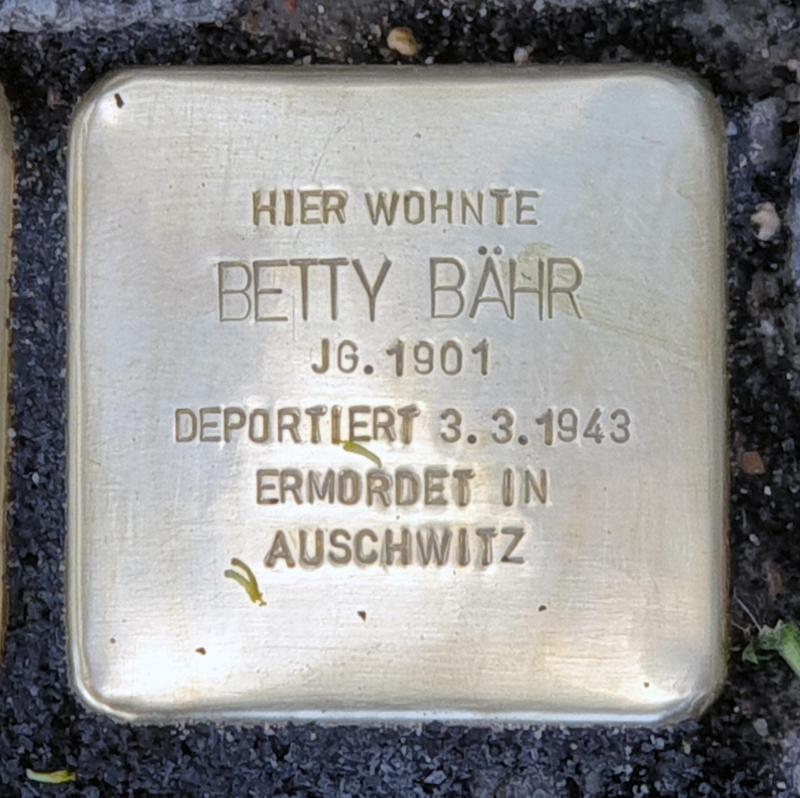 HIER WOHNTE
BETTY BÄHR
JG. 1901
DEPORTIERT 3.3.1943
ERMORDET IN
AUSCHWITZ